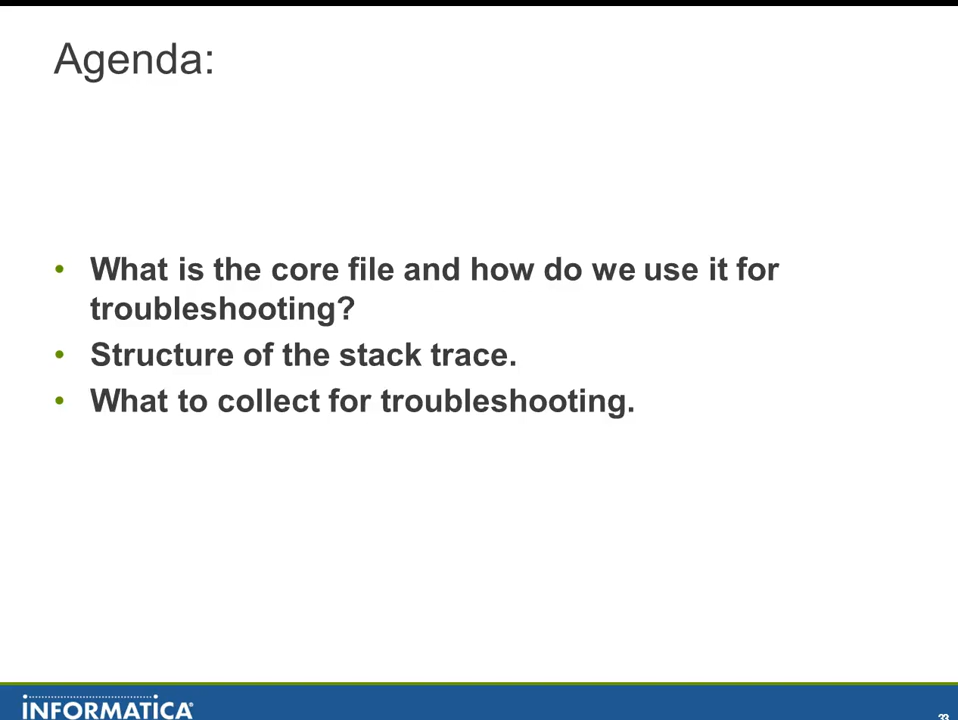 Agenda:
• What is the core file and how do we use it for
troubleshooting?
• Structure of the stack trace.
• What to collect for troubleshooting.
INFORMATICA®
33